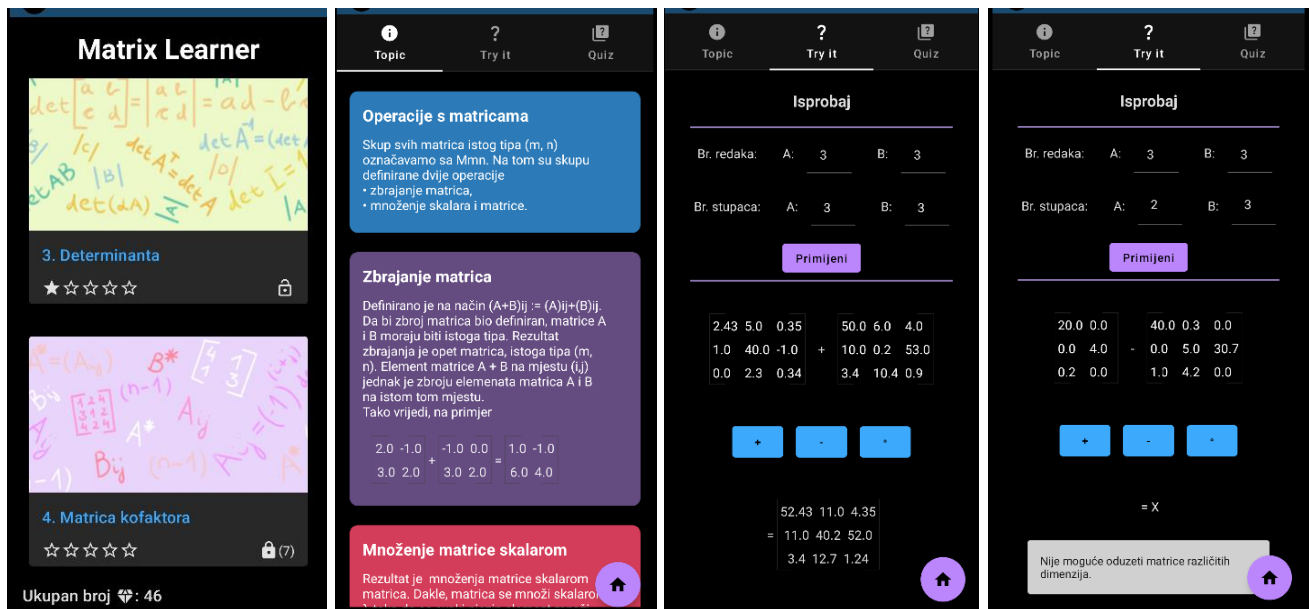 Matrix Learner
3. Determinanta
4. Matrica kofaktora
(7)
Ukupan broj : 46
Topic
Try it
Quiz
Operacije s matricama
Skup svih matrica istog tipa (m, n)
označavamo sa Mmn. Na tom su skupu
definirane dvije operacije
• zbrajanje matrica,
• množenje skalara i matrice.
Zbrajanje matrica
Definirano je na način (A+B)ij := (A)ij+(B)ij.
Da bi zbroj matrica bio definiran, matrice A
i B moraju biti istoga tipa. Rezultat
zbrajanja je opet matrica, istoga tipa (m,
n). Element matrice A + B na mjestu (i,j)
jednak je zbroju elemenata matrica A i B
na istom tom mjestu.
Tako vrijedi, na primjer
2.0 -1.0 -1.0 0.0 1.0 -1.0
+ =
3.0 2.0 3.0 2.0 6.0 4.0
Množenje matrice skalarom
Rezultat je množenja matrice skalarom
matrica. Dakle, matrica se množi
Topic
Try it
Quiz
Isprobaj
Br. redaka: A: 3 B: 3
Br. stupaca: A: 3 B: 3
Primijeni
2.43 5.0 0.35 50.0 6.0 4.0
1.0 40.0 -1.0 + 10.0 0.2 53.0
0.0 2.3 0.34 3.4 10.4 0.9
+ - *
52.43 11.0 4.35
= 11.0 40.2 52.0
3.4 12.7 1.24
Topic
Try it
Quiz
Isprobaj
Br. redaka: A: 3 B: 3
Br. stupaca: A: 2 B: 3
Primijeni
20.0 0.0 40.0 0.3 0.0
0.0 4.0 - 0.0 5.0 30.7
0.2 0.0 1.0 4.2 0.0
+ - *
= X
Nije moguće oduzeti matrice različitih
dimenzija.